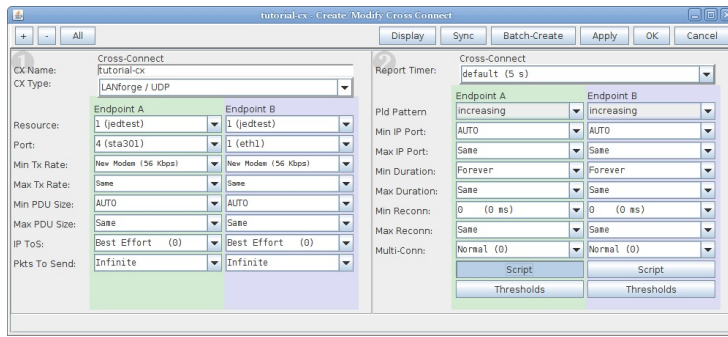 tutorial-cx - Create/Modify Cross Connect
+ - All Display Sync Batch-Create Apply OK Cancel
1
Cross-Connect
CX Name: tutorial-cx
CX Type: LANforge / UDP
Endpoint A Endpoint B
Resource: 1 (jedtest) 1 (jedtest)
Port: 4 (sta301) 1 (eth1)
Min Tx Rate: New Modem (56 Kbps) New Modem (56 Kbps)
Max Tx Rate: Same Same
Min PDU Size: AUTO AUTO
Max PDU Size: Same Same
IP ToS: Best Effort (0) Best Effort (0)
Pkts To Send: Infinite Infinite
2
Cross-Connect
Report Timer: default (5 s)
Endpoint A Endpoint B
Pld Pattern increasing increasing
Min IP Port: AUTO AUTO
Max IP Port: Same Same
Min Duration: Forever Forever
Max Duration: Same Same
Min Reconn: 0 (0 ms) 0 (0 ms)
Max Reconn: Same Same
Multi-Conn: Normal (0) Normal (0)
Script Script
Thresholds Thresholds